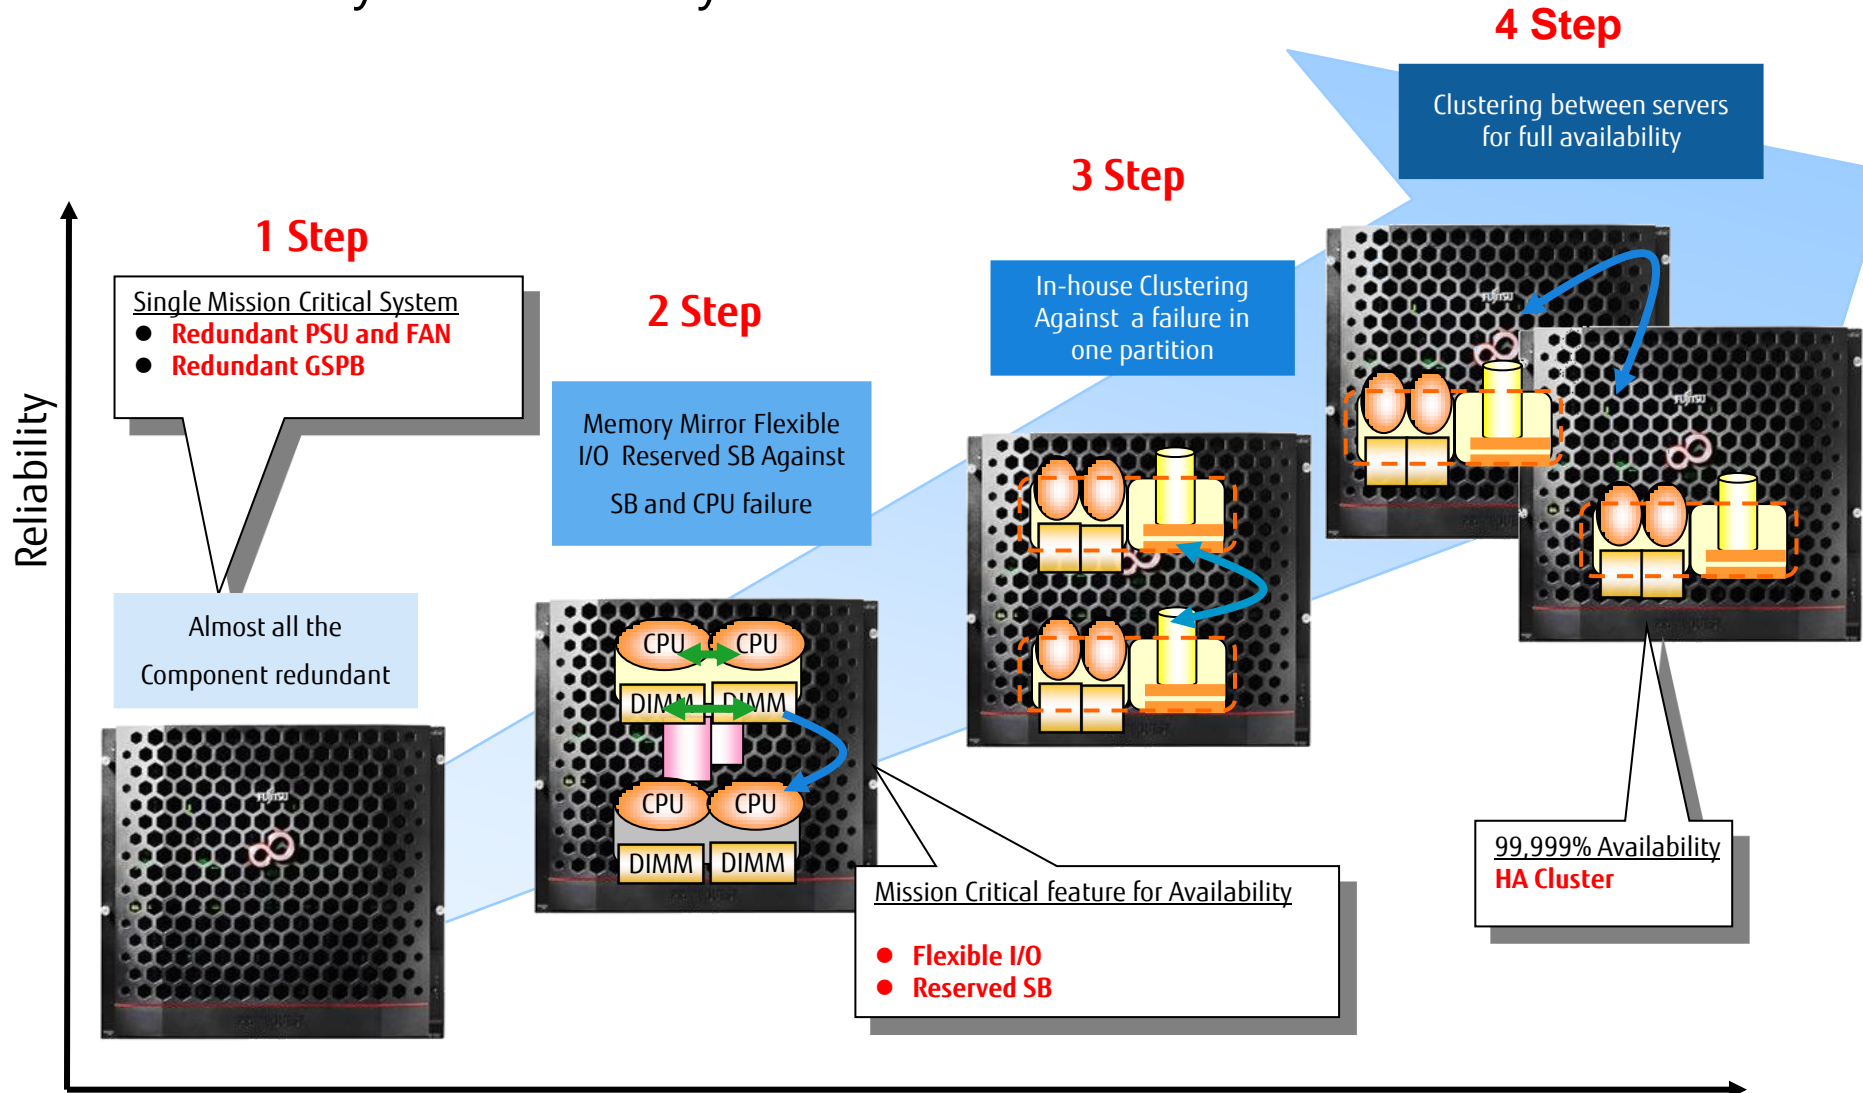 4 Step
Clustering between servers
for full availability
3 Step
1 Step
In-house Clustering
Against a failure in
one partition
Single Mission Critical System
● Redundant PSU and FAN
● Redundant GSPB
2 Step
Memory Mirror Flexible
I/O Reserved SB Against
SB and CPU failure
Reliability
Almost all the
Component redundant
FUJITSU
FUJITSU
FUJITSU
CPU CPU
DIMM DIMM
CPU CPU
DIMM DIMM
Mission Critical feature for Availability
● Flexible I/O
● Reserved SB
99,999% Availability
HA Cluster